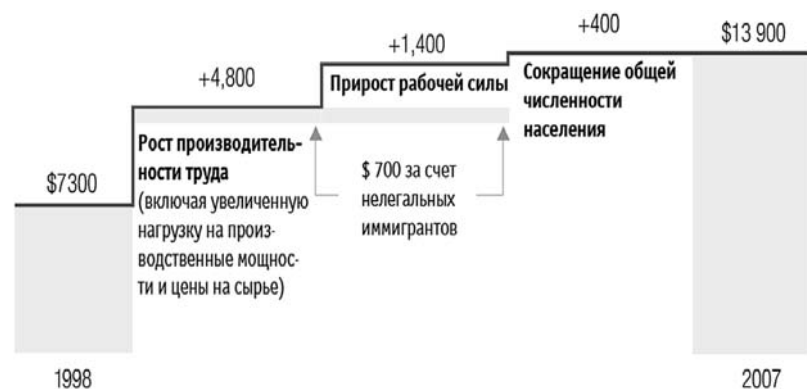 +400
$13 900
+1,400
+4,800
Прирост рабочей силы
Сокращение общей
численности
населения
Рост производитель-
ности труда
(включая увеличенную
нагрузку на произ-
водственные мощнос-
ти и цены на сырье)
$ 700 за счет
нелегальных
иммигрантов
$7300
1998
2007